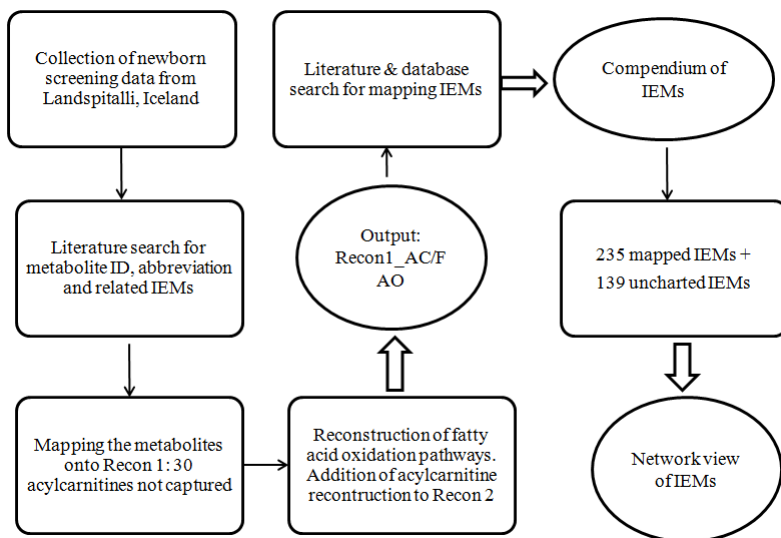 Collection of newborn
screening data from
Landspitalli, Iceland
Literature search for
metabolite ID, abbreviation
and related IEMs
Mapping the metabolites
onto Recon 1: 30
acylcarnitines not captured
Reconstruction of fatty
acid oxidation pathways.
Addition of acylcarnitine
recontruction to Recon 2
Output:
Recon1_AC/F
AO
Literature & database
search for mapping IEMs
Compendium of
IEMs
235 mapped IEMs +
139 uncharted IEMs
Network view
of IEMs